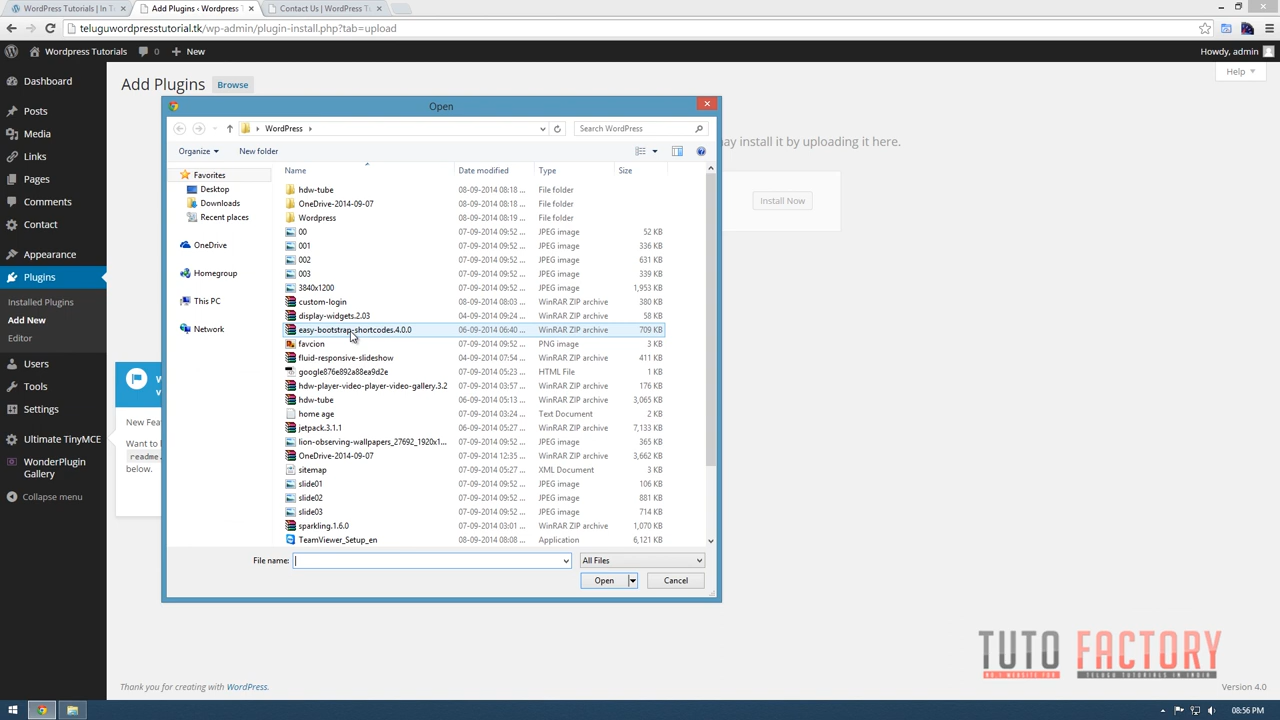 WordPress Tutorials | In T
Add Plugins ‹ Wordpress T
Contact Us | WordPress Tu
teluguwordpresstutorial.tk/wp-admin/plugin-install.php?tab=upload
Wordpress Tutorials
0
New
Howdy, admin
Dashboard
Posts
Media
Links
Pages
Comments
Contact
Appearance
Plugins
Installed Plugins
Add New
Editor
Users
Tools
Settings
Ultimate TinyMCE
WonderPlugin
Gallery
Collapse menu
Add Plugins
Browse
Help
may install it by uploading it here.
Install Now
New Fea
Want to
readme.
below.
Open
WordPress
Search WordPress
Organize
New folder
Favorites
Desktop
Downloads
Recent places
OneDrive
Homegroup
This PC
Network
Name Date modified Type Size
hdw-tube 08-09-2014 08:18 ... File folder
OneDrive-2014-09-07 08-09-2014 08:18 ... File folder
Wordpress 08-09-2014 08:19 ... File folder
00 07-09-2014 09:52 ... JPEG image 52 KB
001 07-09-2014 09:52 ... JPEG image 336 KB
002 07-09-2014 09:52 ... JPEG image 631 KB
003 07-09-2014 09:52 ... JPEG image 339 KB
3840x1200 07-09-2014 09:52 ... JPEG image 1,953 KB
custom-login 08-09-2014 08:03 ... WinRAR ZIP archive 380 KB
display-widgets.2.03 04-09-2014 09:24 ... WinRAR ZIP archive 58 KB
easy-bootstrap-shortcodes.4.0.0 06-09-2014 06:40 ... WinRAR ZIP archive 709 KB
favcion 07-09-2014 09:52 ... PNG image 3 KB
fluid-responsive-slideshow 04-09-2014 07:54 ... WinRAR ZIP archive 411 KB
google876e892a88ea9d2e 07-09-2014 05:23 ... HTML File 1 KB
hdw-player-video-player-video-gallery.3.2 07-09-2014 03:57 ... WinRAR ZIP archive 176 KB
hdw-tube 06-09-2014 05:13 ... WinRAR ZIP archive 3,065 KB
home age 07-09-2014 03:24 ... Text Document 2 KB
jetpack.3.1.1 06-09-2014 05:27 ... WinRAR ZIP archive 7,133 KB
lion-observing-wallpapers_27692_1920x1... 07-09-2014 09:52 ... JPEG image 365 KB
OneDrive-2014-09-07 07-09-2014 12:35 ... WinRAR ZIP archive 3,662 KB
sitemap 07-09-2014 05:27 ... XML Document 3 KB
slide01 07-09-2014 09:52 ... JPEG image 106 KB
slide02 07-09-2014 09:52 ... JPEG image 881 KB
slide03 07-09-2014 09:52 ... JPEG image 714 KB
sparkling.1.6.0 07-09-2014 03:01 ... WinRAR ZIP archive 1,070 KB
TeamViewer_Setup_en 08-09-2014 08:08 ... Application 6,121 KB
File name:
All Files
Open
Cancel
TUTO FACTORY
NO.1 WEBSITE FOR TELUGU TUTORIALS IN INDIA
Thank you for creating with WordPress.
Version 4.0
08:56 PM